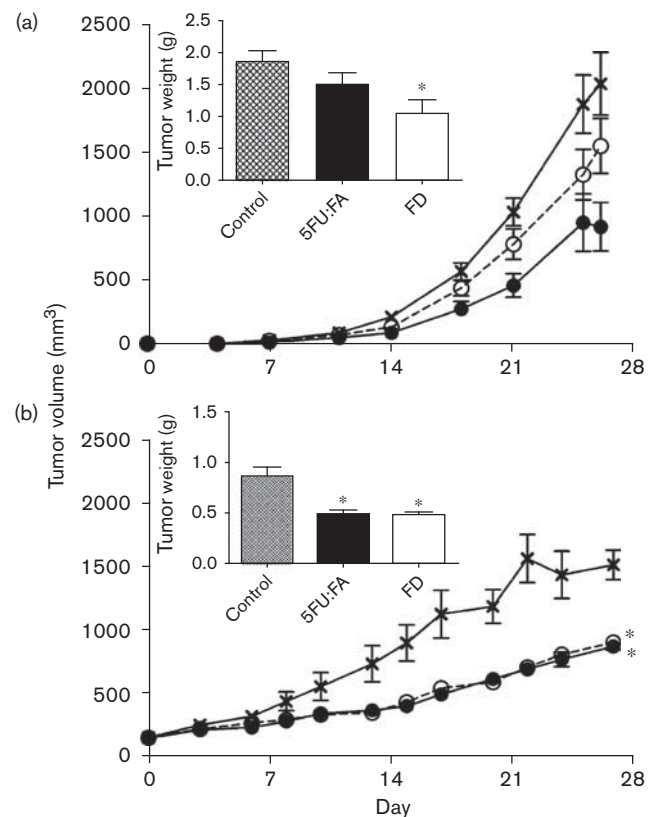 (a)
Tumor weight (g)
2.5
2.0
1.5
1.0
0.5
0.0
*
Control
5FU:FA
FD
2500
2000
1500
1000
500
0
0 7 14 21 28
Tumor volume (mm³)
(b)
Tumor weight (g)
1.5
1.0
0.5
0.0
* *
Control
5FU:FA
FD
2500
2000
1500
1000
500
0
*
*
0 7 14 21 28
Day